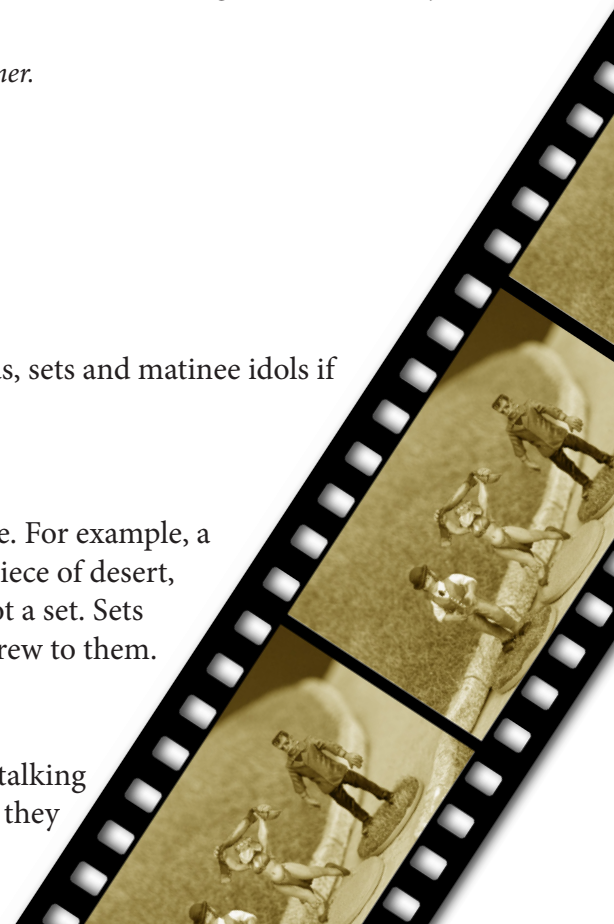 ner.
s, sets and matinee idols if
e. For example, a
iece of desert,
ot a set. Sets
rew to them.
talking
they